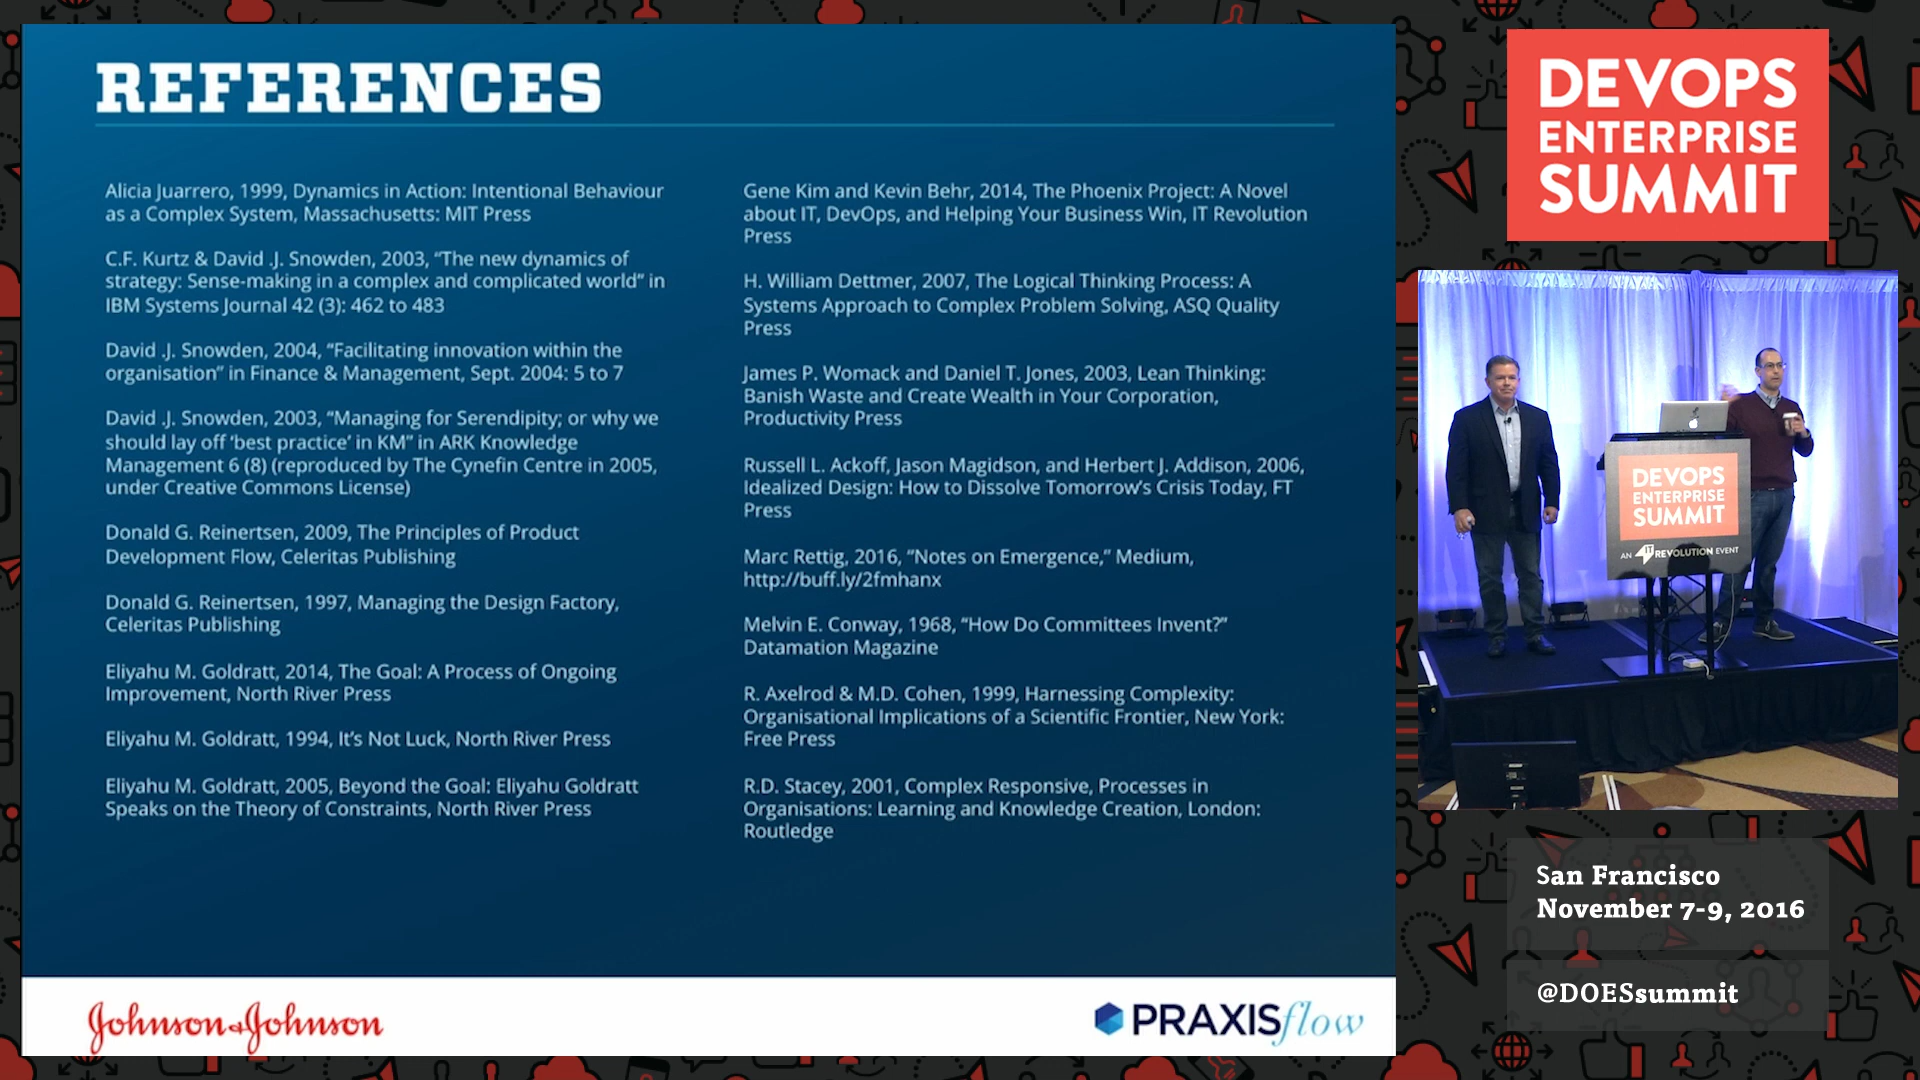 REFERENCES
Alicia Juarrero, 1999, Dynamics in Action: Intentional Behaviour
as a Complex System, Massachusetts: MIT Press
C.F. Kurtz & David .J. Snowden, 2003, “The new dynamics of
strategy: Sense-making in a complex and complicated world” in
IBM Systems Journal 42 (3): 462 to 483
David .J. Snowden, 2004, “Facilitating innovation within the
organisation” in Finance & Management, Sept. 2004: 5 to 7
David .J. Snowden, 2003, “Managing for Serendipity; or why we
should lay off ‘best practice’ in KM” in ARK Knowledge
Management 6 (8) (reproduced by The Cynefin Centre in 2005,
under Creative Commons License)
Donald G. Reinertsen, 2009, The Principles of Product
Development Flow, Celeritas Publishing
Donald G. Reinertsen, 1997, Managing the Design Factory,
Celeritas Publishing
Eliyahu M. Goldratt, 2014, The Goal: A Process of Ongoing
Improvement, North River Press
Eliyahu M. Goldratt, 1994, It’s Not Luck, North River Press
Eliyahu M. Goldratt, 2005, Beyond the Goal: Eliyahu Goldratt
Speaks on the Theory of Constraints, North River Press
Gene Kim and Kevin Behr, 2014, The Phoenix Project: A Novel
about IT, DevOps, and Helping Your Business Win, IT Revolution
Press
H. William Dettmer, 2007, The Logical Thinking Process: A
Systems Approach to Complex Problem Solving, ASQ Quality
Press
James P. Womack and Daniel T. Jones, 2003, Lean Thinking:
Banish Waste and Create Wealth in Your Corporation,
Productivity Press
Russell L. Ackoff, Jason Magidson, and Herbert J. Addison, 2006,
Idealized Design: How to Dissolve Tomorrow’s Crisis Today, FT
Press
Marc Rettig, 2016, “Notes on Emergence,” Medium,
http://buff.ly/2fmhanx
Melvin E. Conway, 1968, “How Do Committees Invent?”
Datamation Magazine
R. Axelrod & M.D. Cohen, 1999, Harnessing Complexity:
Organisational Implications of a Scientific Frontier, New York:
Free Press
R.D. Stacey, 2001, Complex Responsive, Processes in
Organisations: Learning and Knowledge Creation, London:
Routledge
Johnson & Johnson
PRAXISflow
DEVOPS
ENTERPRISE
SUMMIT
DEVOPS
ENTERPRISE
SUMMIT
AN IT REVOLUTION EVENT
San Francisco
November 7-9, 2016
@DOESsummit